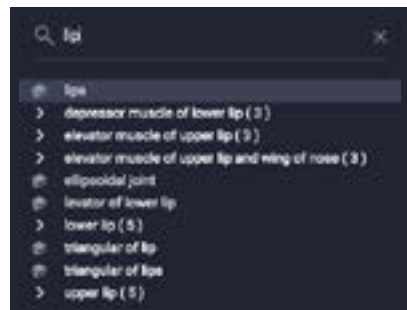 lip
lips
depressor muscle of lower lip ( 3 )
elevator muscle of upper lip ( 3 )
elevator muscle of upper lip and wing of nose ( 3 )
ellipsoidal joint
levator of lower lip
lower lip ( 5 )
triangular of lip
triangular of lips
upper lip ( 5 )